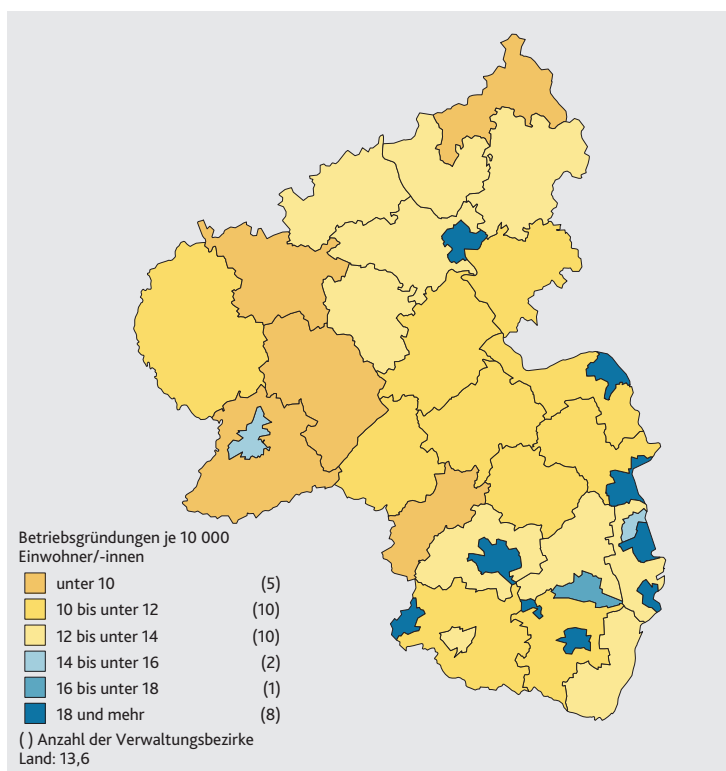 Betriebsgründungen je 10 000
Einwohner/-innen
unter 10 (5)
10 bis unter 12 (10)
12 bis unter 14 (10)
14 bis unter 16 (2)
16 bis unter 18 (1)
18 und mehr (8)
( ) Anzahl der Verwaltungsbezirke
Land: 13,6